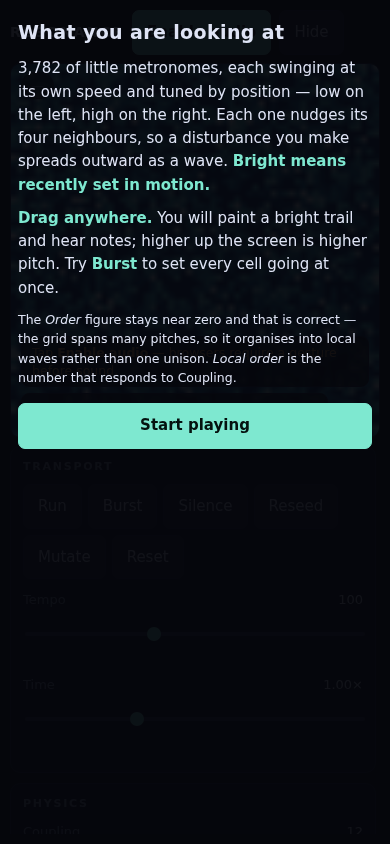 What you are looking at
Hide
3,782 of little metronomes, each swinging at
its own speed and tuned by position — low on
the left, high on the right. Each one nudges its
four neighbours, so a disturbance you make
spreads outward as a wave. Bright means
recently set in motion.
Drag anywhere. You will paint a bright trail
and hear notes; higher up the screen is higher
pitch. Try Burst to set every cell going at
once.
The Order figure stays near zero and that is correct —
the grid spans many pitches, so it organises into local
waves rather than one unison. Local order is the
number that responds to Coupling.
Start playing
TRANSPORT
Run Burst Silence Reseed
Mutate Reset
Tempo 100
Time 1.00×
PHYSICS
Coupling 12